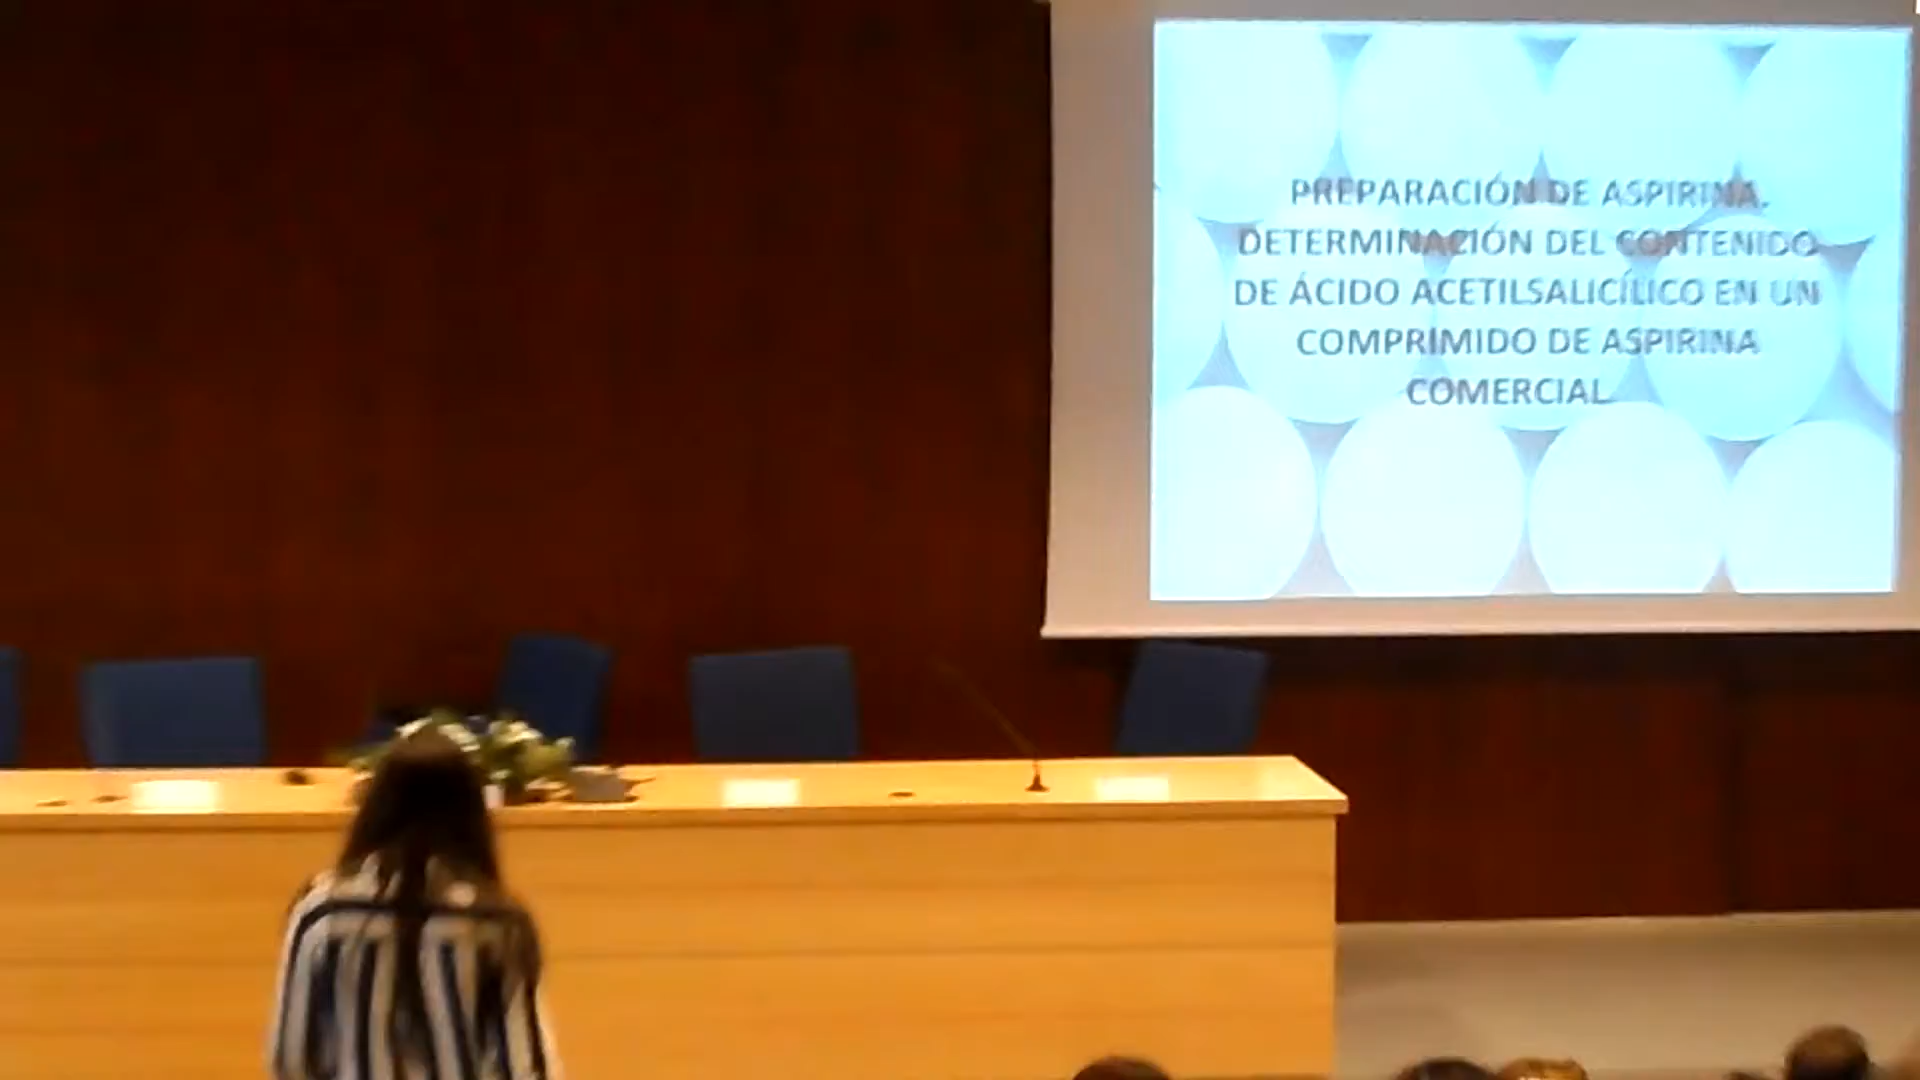 PREPARACIÓN DE ASPIRINA.
DETERMINACIÓN DEL CONTENIDO
DE ÁCIDO ACETILSALICÍLICO EN UN
COMPRIMIDO DE ASPIRINA
COMERCIAL